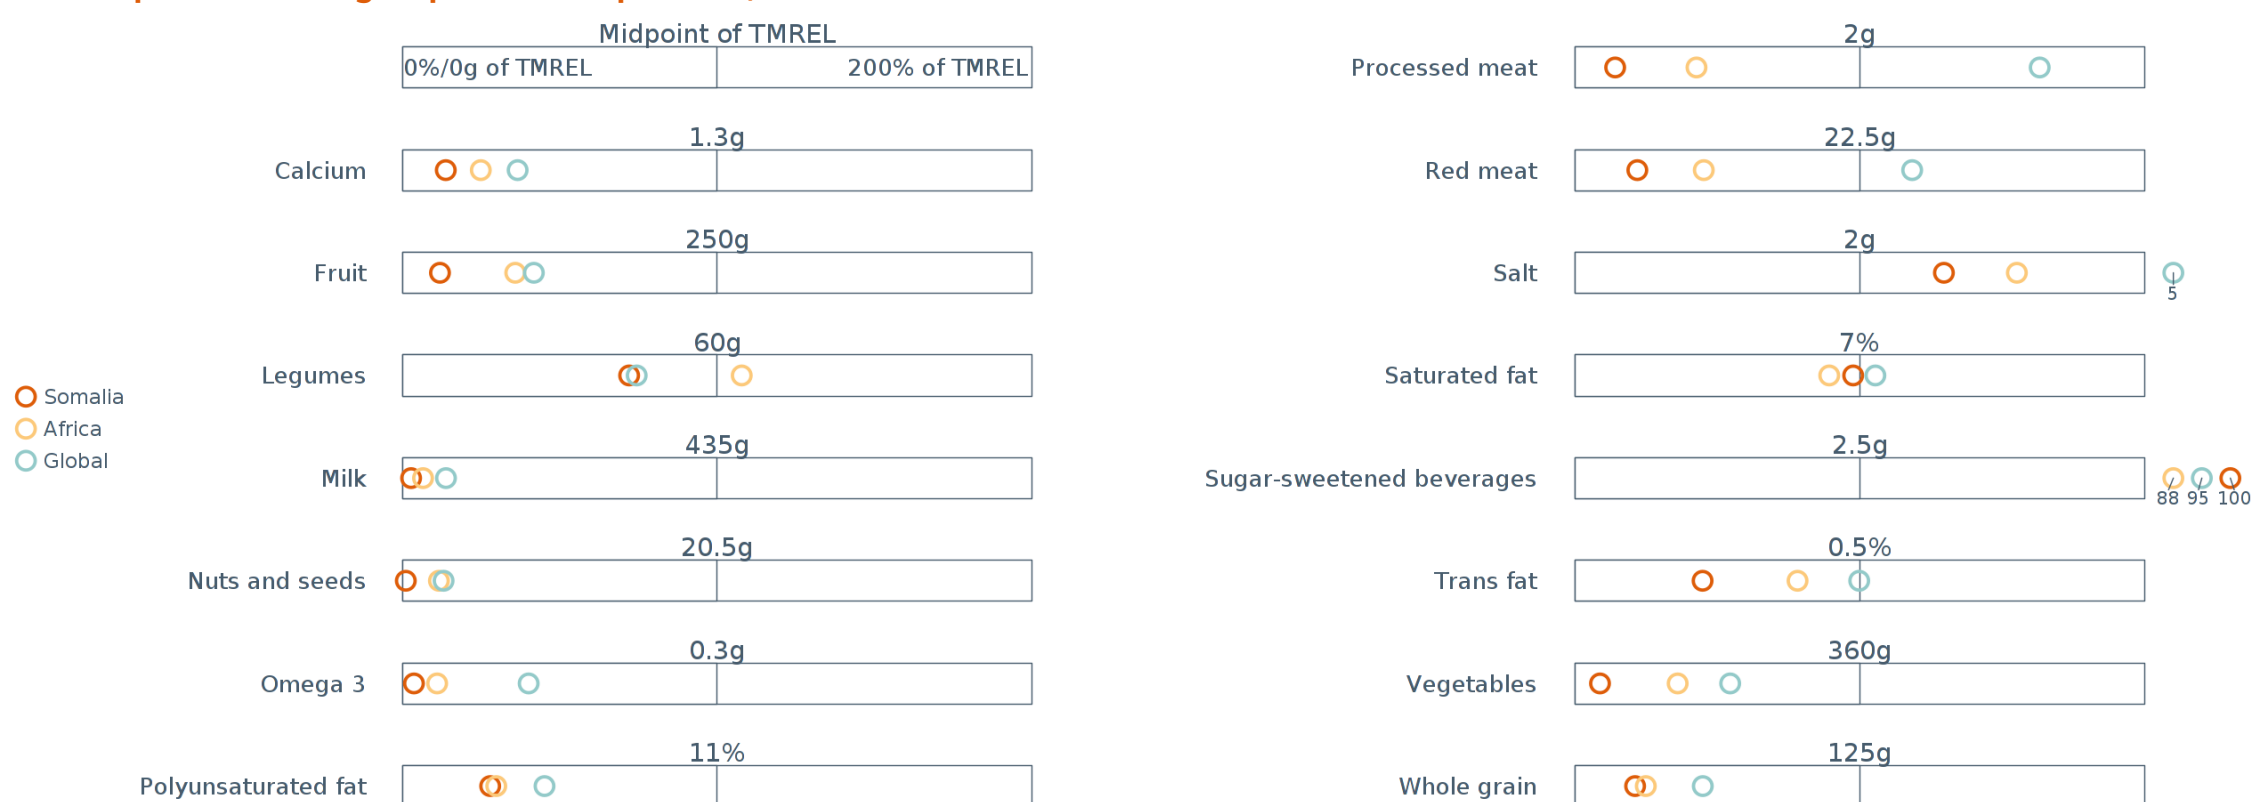 Midpoint of TMREL
0%/0g of TMREL 200% of TMREL
1.3g
Calcium
250g
Fruit
60g
Legumes
435g
Milk
20.5g
Nuts and seeds
0.3g
Omega 3
11%
Polyunsaturated fat
Somalia
Africa
Global
2g
Processed meat
22.5g
Red meat
2g
Salt
5
7%
Saturated fat
2.5g
Sugar-sweetened beverages
88 95 100
0.5%
Trans fat
360g
Vegetables
125g
Whole grain